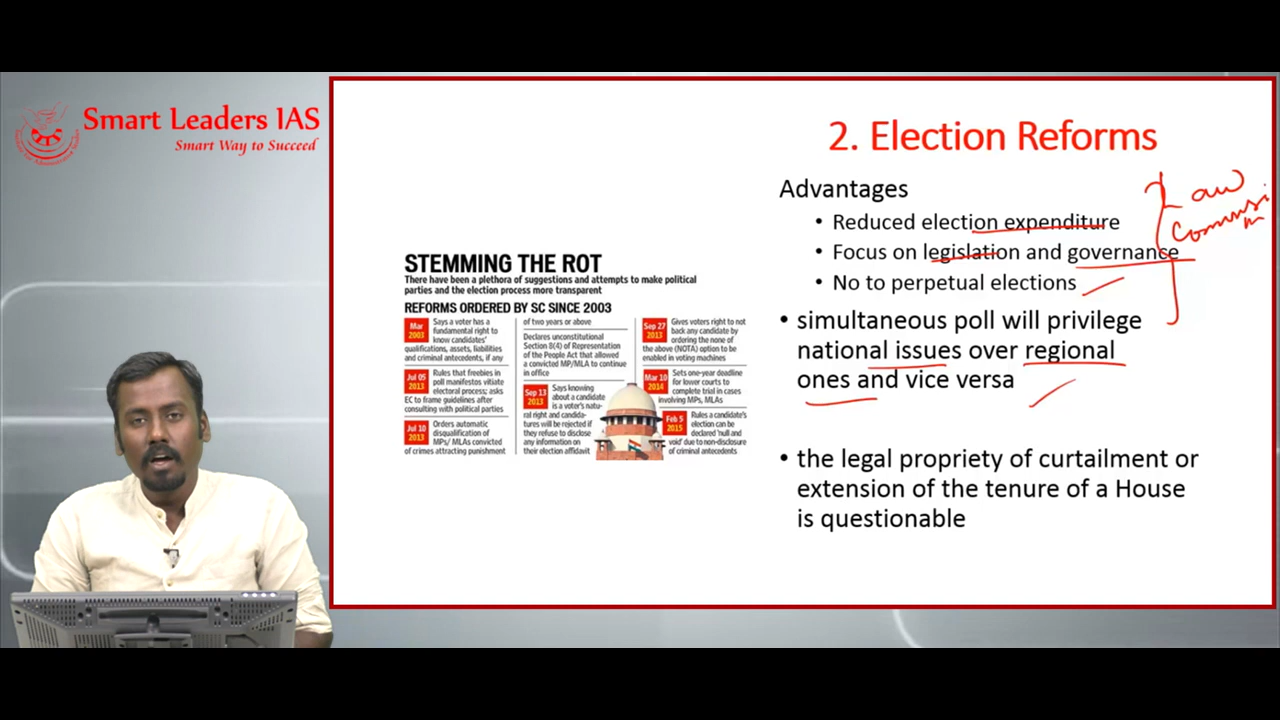 Smart Leaders IAS
Smart Way to Succeed
2. Election Reforms
Advantages
• Reduced election expenditure
• Focus on legislation and governance
• No to perpetual elections
Law
Commission
• simultaneous poll will privilege
national issues over regional
ones and vice versa
• the legal propriety of curtailment or
extension of the tenure of a House
is questionable
STEMMING THE ROT
There have been a plethora of suggestions and attempts to make political
parties and the election process more transparent
REFORMS ORDERED BY SC SINCE 2003
Mar
2003
Says a voter has a
fundamental right to
know candidates'
qualifications, assets, liabilities
and criminal antecedents, if any
Jul 05
2013
Rules that freebies in
poll manifestos vitiate
electoral process; asks
EC to frame guidelines after
consulting with political parties
Jul 10
2013
Orders automatic
disqualification of
MPs/ MLAs convicted
of crimes attracting punishment
of two years or above
Declares unconstitutional
Section 8(4) of Representation
of the People Act that allowed
a convicted MP/MLA to continue
in office
Sep 13
2013
Says knowing
about a candidate
is a voter's natu-
ral right and candida-
tures will be rejected if
they refuse to disclose
any information on
their election affidavit
Sep 27
2013
Gives voters right to not
back any candidate by
ordering the none of
the above (NOTA) option to be
enabled in voting machines
Mar 10
2014
Sets one-year deadline
for lower courts to
complete trial in cases
involving MPs, MLAs
Feb 5
2015
Rules a candidate's
election can be
declared 'null and
void' due to non-disclosure
of criminal antecedents